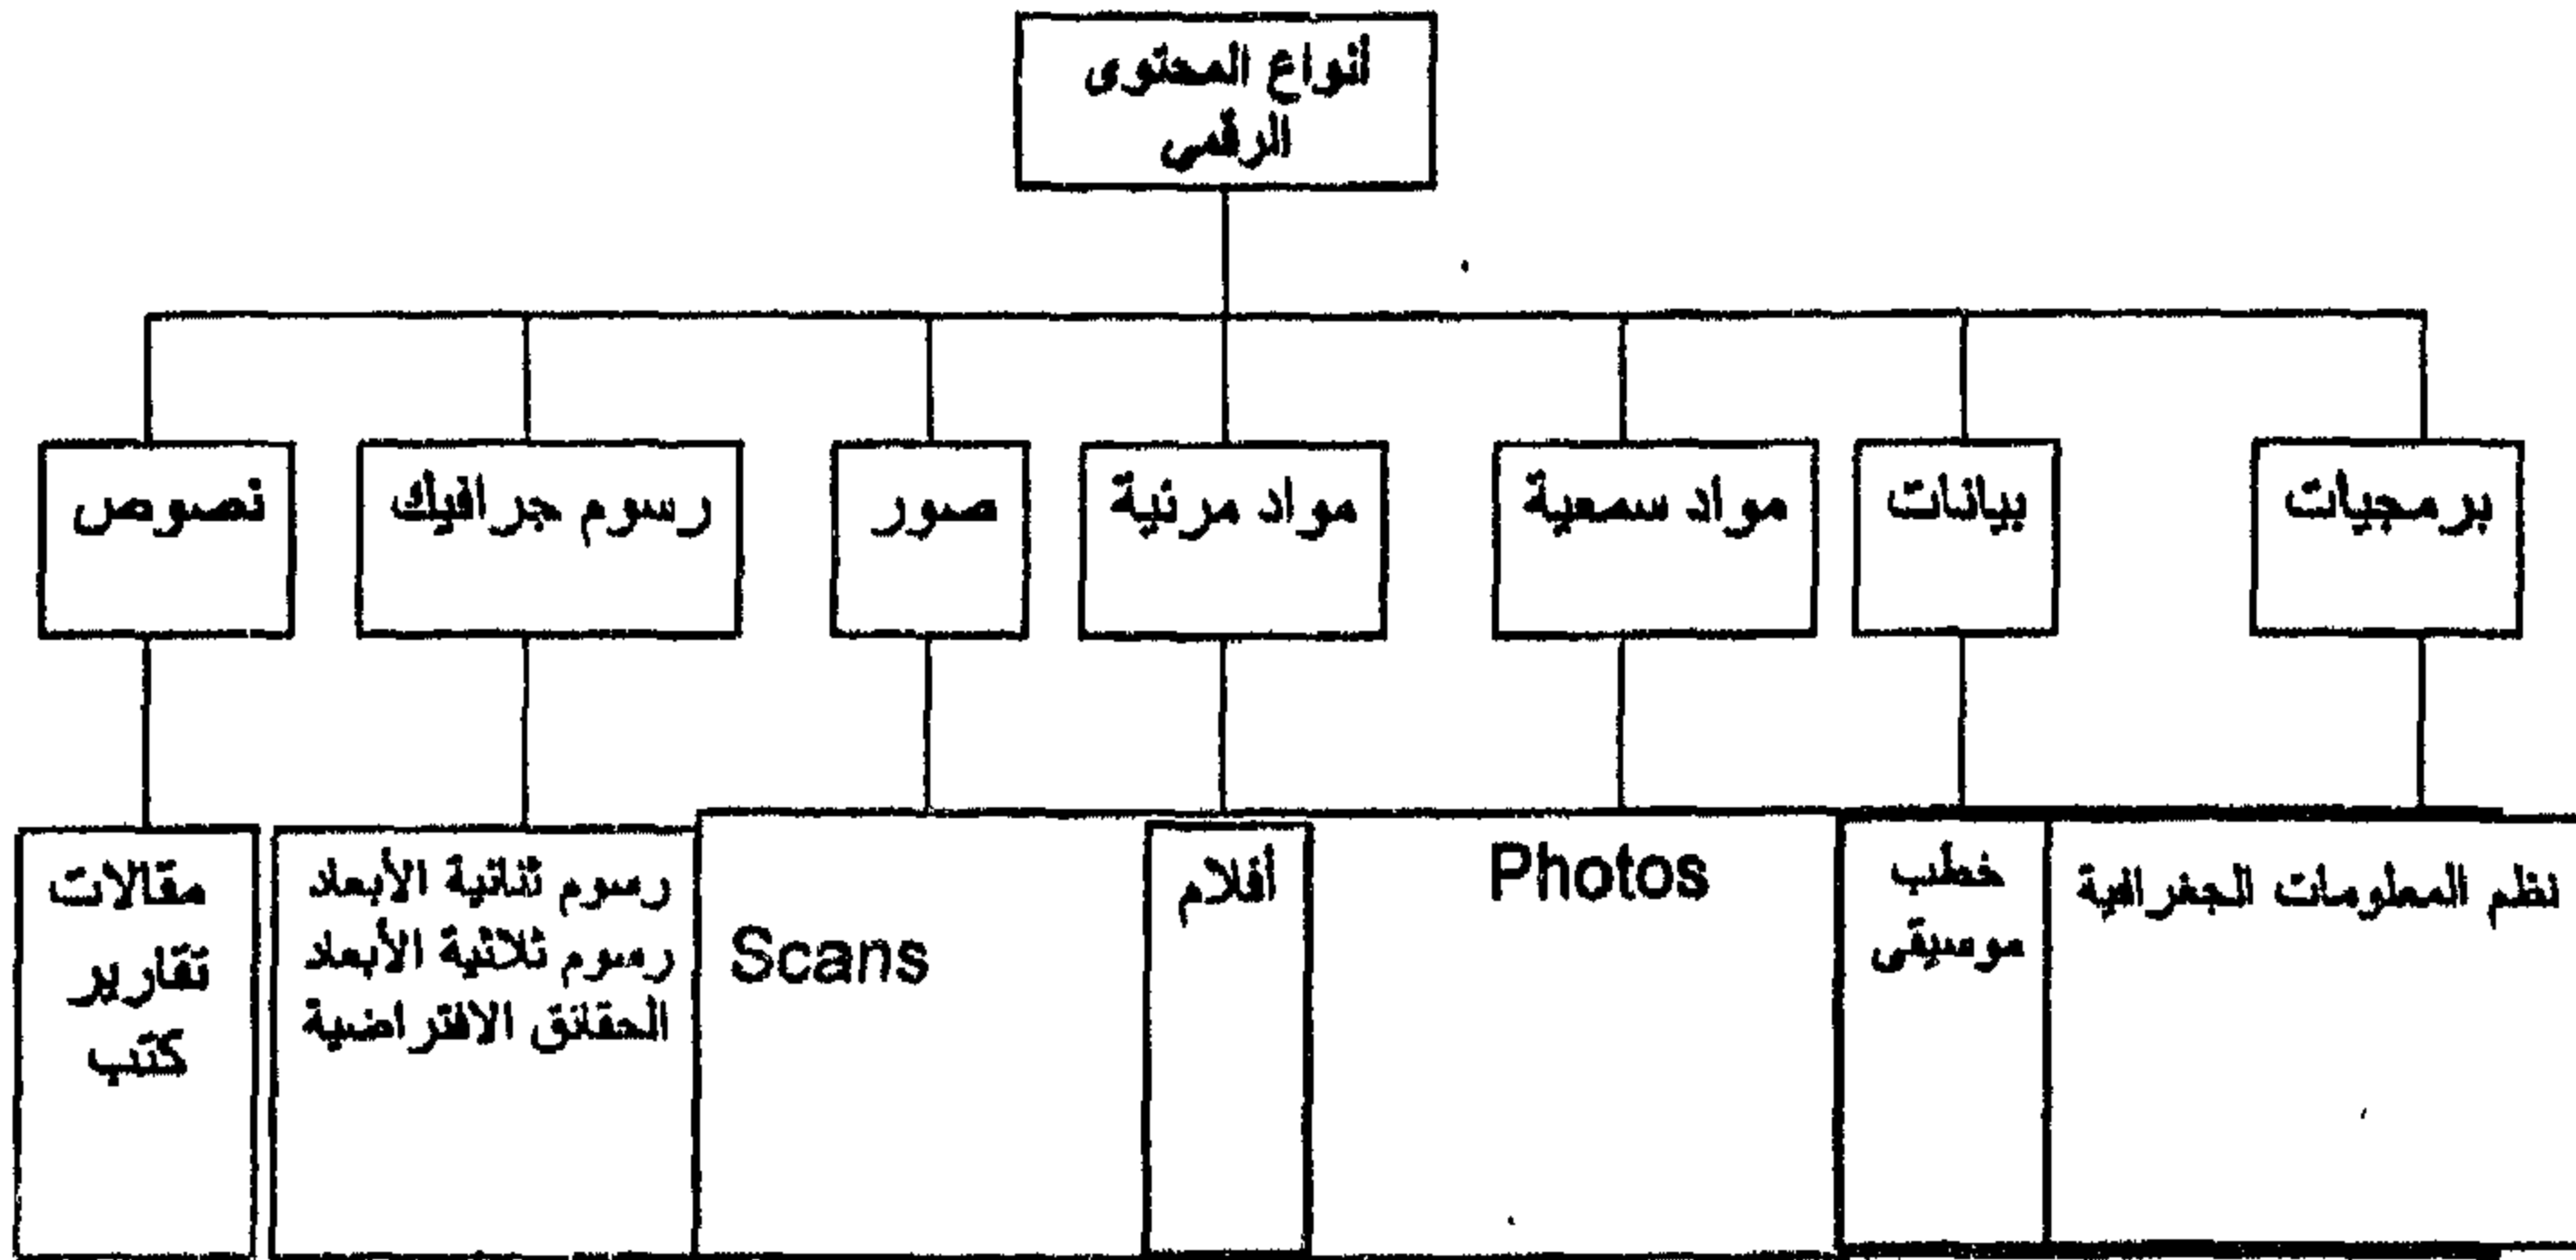 أنواع المحتوى
الرقمي
نصوص
رسوم جرافيك
صور
مواد مرئية
مواد سمعية
بيانات
برمجيات
مقالات
تقارير
كتب
رسوم ثنائية الأبعاد
رسوم ثلاثية الأبعاد
الحقائق الافتراضية
Scans
أفلام
Photos
خطب
موسيقى
نظم المعلومات الجغرافية